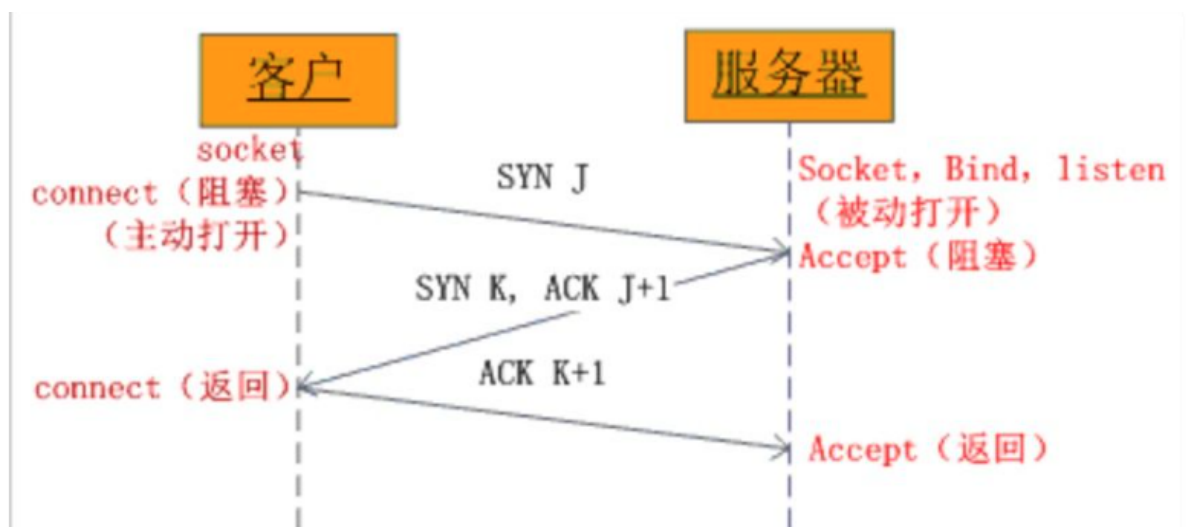 客户
服务器
socket
connect（阻塞）
（主动打开）
SYN J
Socket, Bind, listen
（被动打开）
Accept（阻塞）
SYN K, ACK J+1
connect（返回）
ACK K+1
Accept（返回）